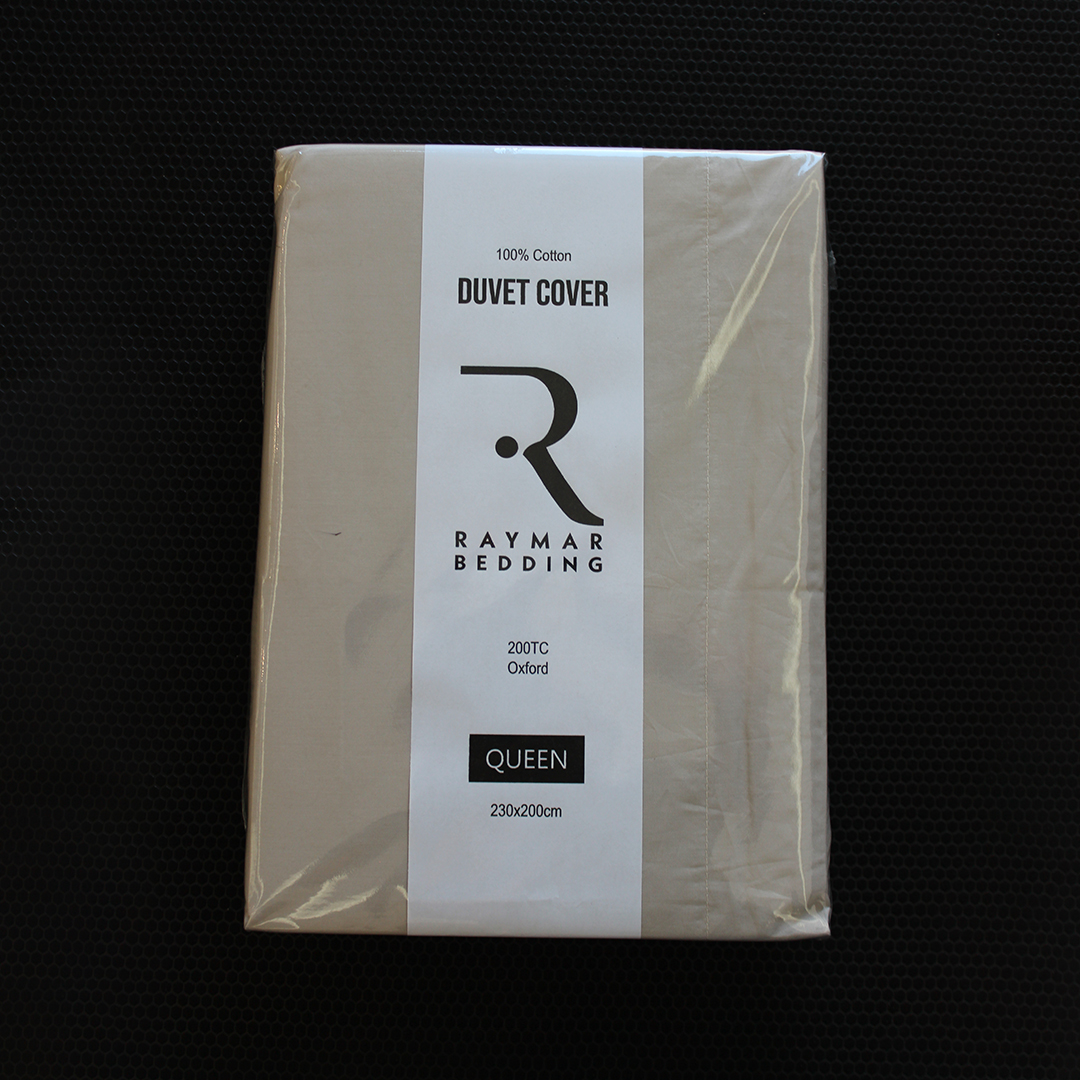 100% Cotton
DUVET COVER
R
RAYMAR
BEDDING
200TC
Oxford
QUEEN
230x200cm